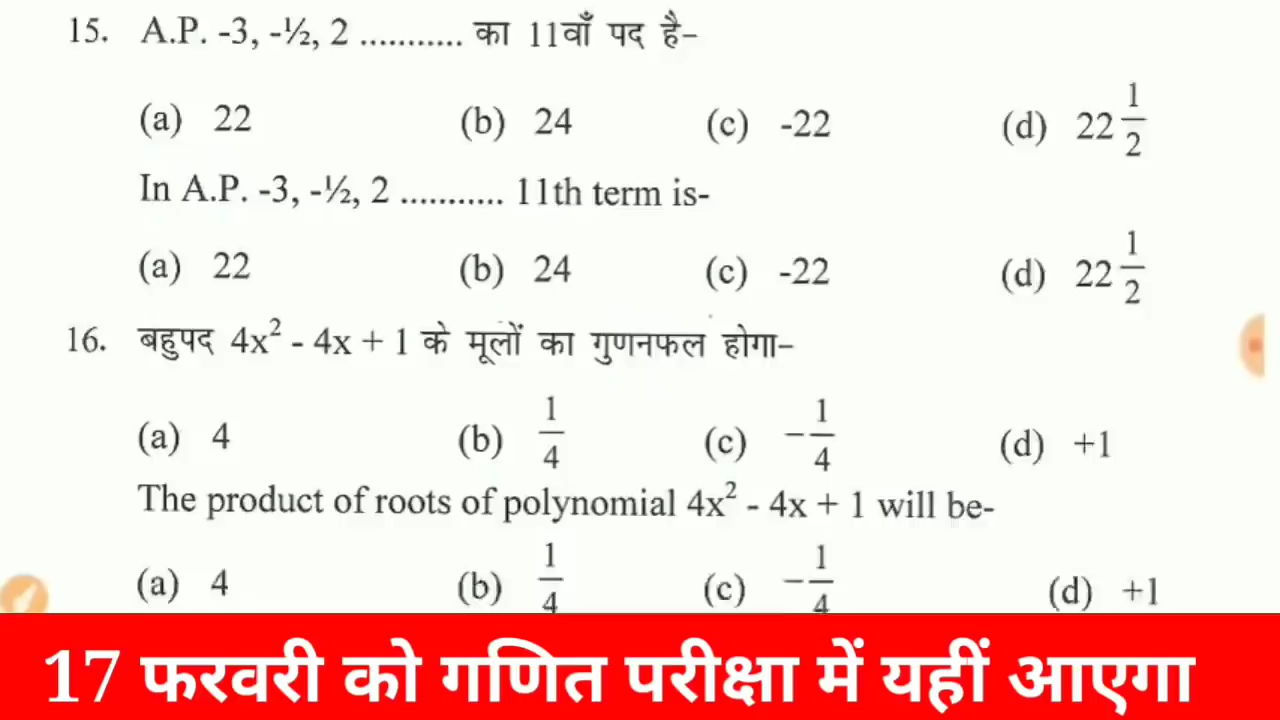 15. A.P. -3, -½, 2 ........... का 11वाँ पद है–
(a) 22 (b) 24 (c) -22 (d) 22 1/2
In A.P. -3, -½, 2 ........... 11th term is-
(a) 22 (b) 24 (c) -22 (d) 22 1/2
16. बहुपद 4x² - 4x + 1 के मूलों का गुणनफल होगा–
(a) 4 (b) 1/4 (c) -1/4 (d) +1
The product of roots of polynomial 4x² - 4x + 1 will be-
(a) 4 (b) 1/4 (c) -1/4 (d) +1
17 फरवरी को गणित परीक्षा में यहीं आएगा